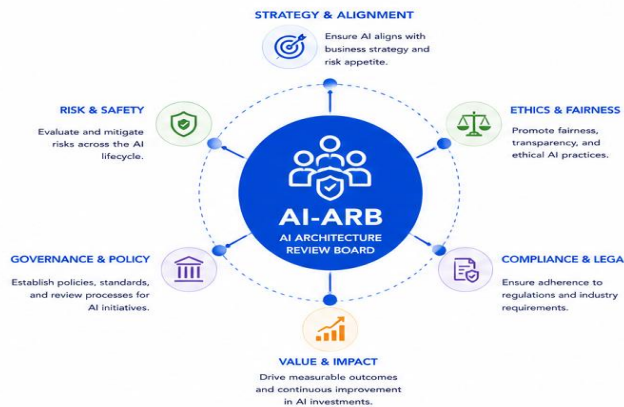 STRATEGY & ALIGNMENT
Ensure AI aligns with
business strategy and
risk appetite.
RISK & SAFETY
Evaluate and mitigate
risks across the AI
lifecycle.
ETHICS & FAIRNESS
Promote fairness,
transparency, and
ethical AI practices.
AI-ARB
AI ARCHITECTURE
REVIEW BOARD
GOVERNANCE & POLICY
Establish policies, standards,
and review processes for
AI initiatives.
COMPLIANCE & LEGA
Ensure adherence to
regulations and industry
requirements.
VALUE & IMPACT
Drive measurable outcomes
and continuous improvement
in AI investments.